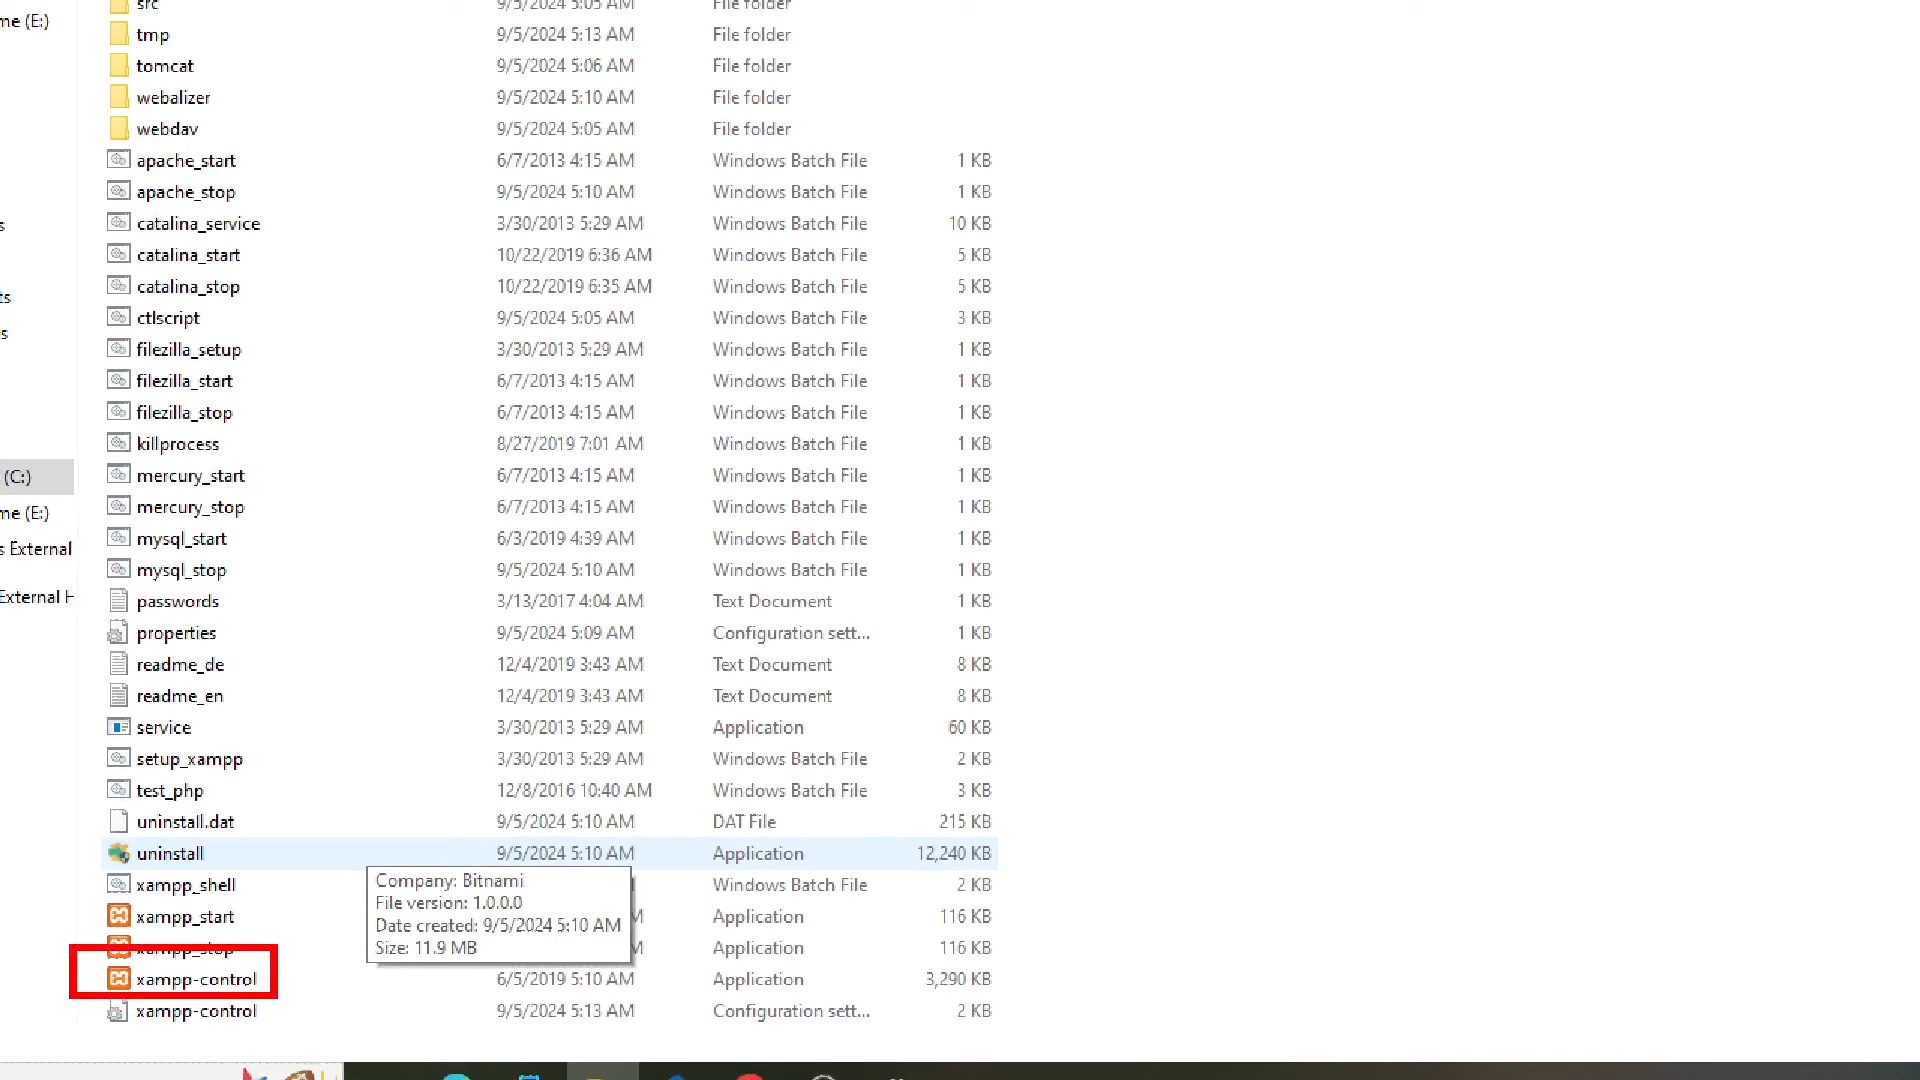 me (E:)
src 9/5/2024 5:05 AM File folder
tmp 9/5/2024 5:13 AM File folder
tomcat 9/5/2024 5:06 AM File folder
webalizer 9/5/2024 5:10 AM File folder
webdav 9/5/2024 5:05 AM File folder
apache_start 6/7/2013 4:15 AM Windows Batch File 1 KB
apache_stop 9/5/2024 5:10 AM Windows Batch File 1 KB
s catalina_service 3/30/2013 5:29 AM Windows Batch File 10 KB
catalina_start 10/22/2019 6:36 AM Windows Batch File 5 KB
ts catalina_stop 10/22/2019 6:35 AM Windows Batch File 5 KB
s ctlscript 9/5/2024 5:05 AM Windows Batch File 3 KB
filezilla_setup 3/30/2013 5:29 AM Windows Batch File 1 KB
filezilla_start 6/7/2013 4:15 AM Windows Batch File 1 KB
filezilla_stop 6/7/2013 4:15 AM Windows Batch File 1 KB
killprocess 8/27/2019 7:01 AM Windows Batch File 1 KB
(C:) mercury_start 6/7/2013 4:15 AM Windows Batch File 1 KB
me (E:) mercury_stop 6/7/2013 4:15 AM Windows Batch File 1 KB
s External mysql_start 6/3/2019 4:39 AM Windows Batch File 1 KB
mysql_stop 9/5/2024 5:10 AM Windows Batch File 1 KB
External H passwords 3/13/2017 4:04 AM Text Document 1 KB
properties 9/5/2024 5:09 AM Configuration sett... 1 KB
readme_de 12/4/2019 3:43 AM Text Document 8 KB
readme_en 12/4/2019 3:43 AM Text Document 8 KB
service 3/30/2013 5:29 AM Application 60 KB
setup_xampp 3/30/2013 5:29 AM Windows Batch File 2 KB
test_php 12/8/2016 10:40 AM Windows Batch File 3 KB
uninstall.dat 9/5/2024 5:10 AM DAT File 215 KB
uninstall 9/5/2024 5:10 AM Application 12,240 KB
Company: Bitnami
File version: 1.0.0.0
Date created: 9/5/2024 5:10 AM
Size: 11.9 MB
xampp_shell Windows Batch File 2 KB
xampp_start M Application 116 KB
xampp_stop M Application 116 KB
xampp-control 6/5/2019 5:10 AM Application 3,290 KB
xampp-control 9/5/2024 5:13 AM Configuration sett... 2 KB